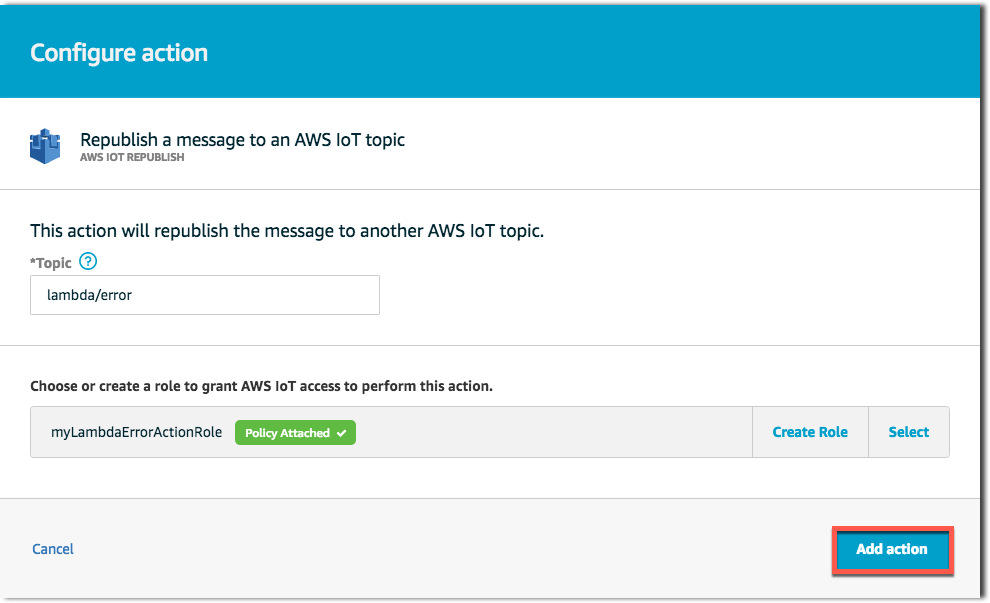 Configure action
Republish a message to an AWS IoT topic
AWS IOT REPUBLISH
This action will republish the message to another AWS IoT topic.
*Topic ?
lambda/error
Choose or create a role to grant AWS IoT access to perform this action.
myLambdaErrorActionRole Policy Attached ✓ Create Role Select
Cancel Add action